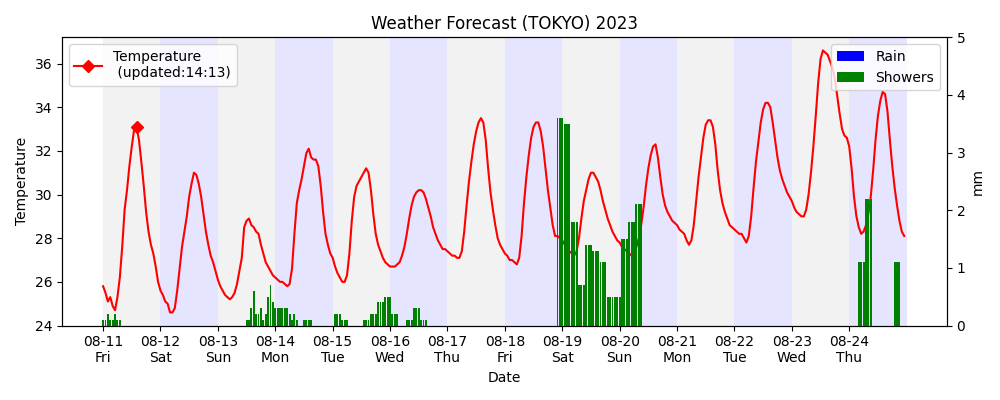 Weather Forecast (TOKYO) 2023
Temperature
(updated:14:13)
Rain
Showers
Temperature
36
34
32
30
28
26
24
5
4
3
2
1
0
mm
08-11 08-12 08-13 08-14 08-15 08-16 08-17 08-18 08-19 08-20 08-21 08-22 08-23 08-24
Fri Sat Sun Mon Tue Wed Thu Fri Sat Sun Mon Tue Wed Thu
Date